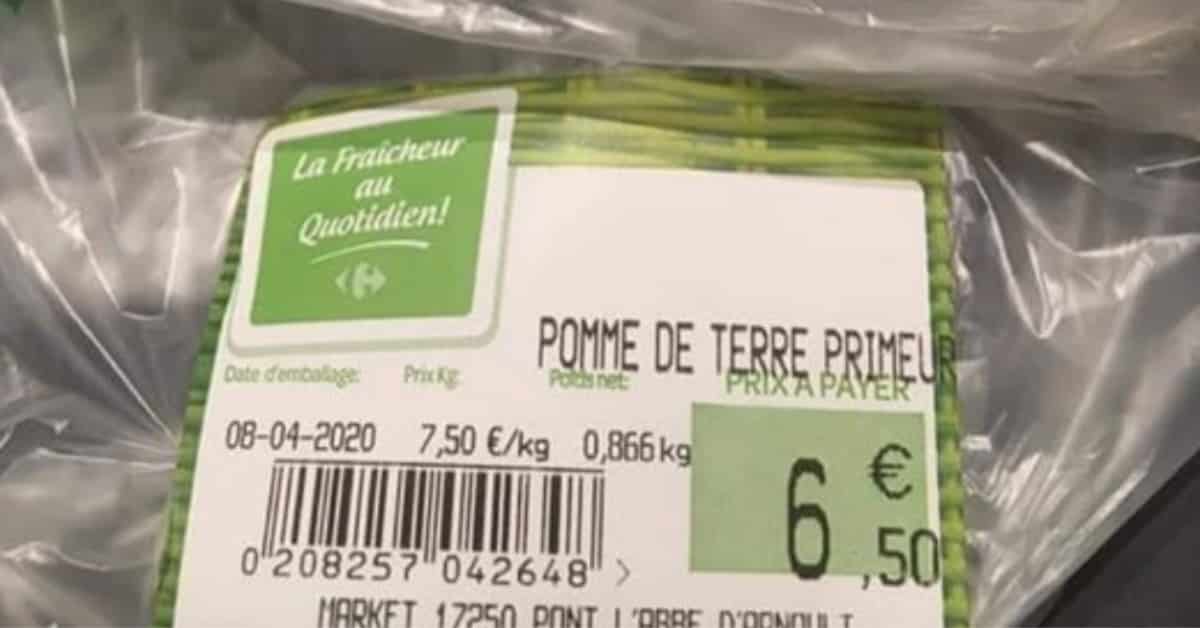 La Fraîcheur
au
Quotidien!
POMME DE TERRE PRIMEUR
Date d'emballage: Prix Kg: Poids net: PRIX A PAYER
08-04-2020 7,50 €/kg 0,866 kg
6,50 €
0 208257 042648 >
MARKET 17250 PONT L'ABBE D'ARNOULT